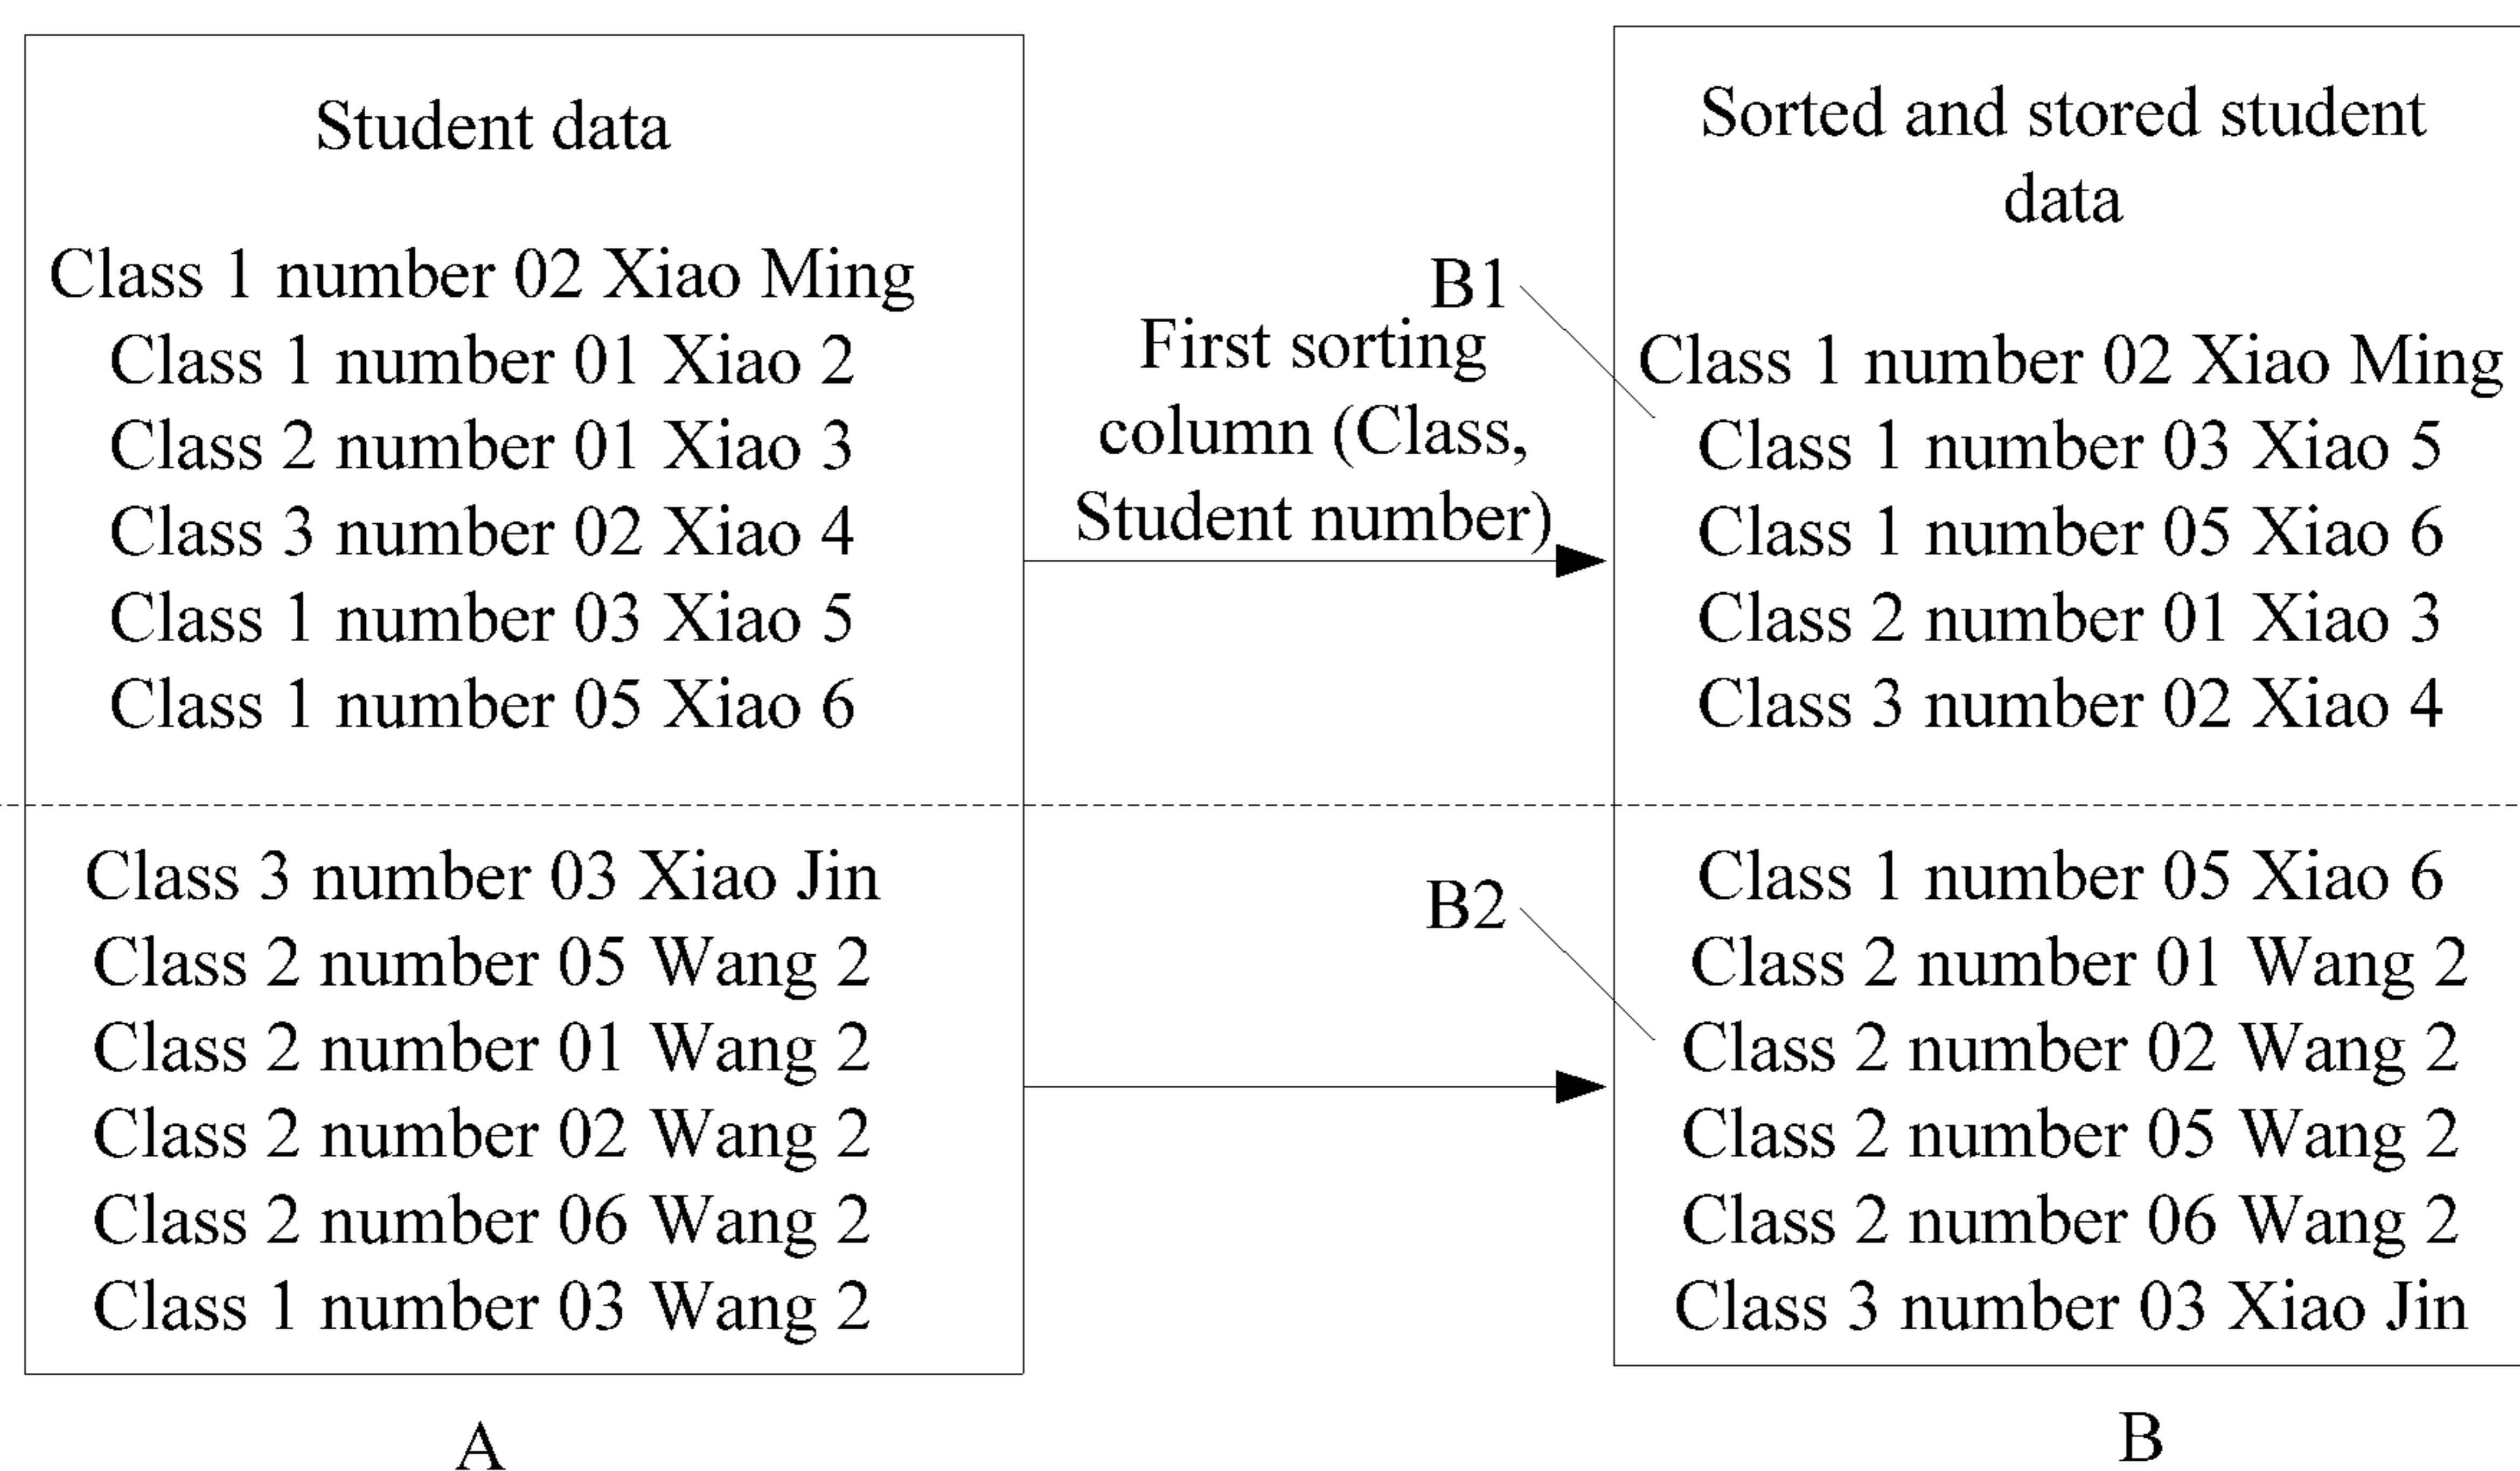 Student data
Class 1 number 02 Xiao Ming
Class 1 number 01 Xiao 2
Class 2 number 01 Xiao 3
Class 3 number 02 Xiao 4
Class 1 number 03 Xiao 5
Class 1 number 05 Xiao 6
Class 3 number 03 Xiao Jin
Class 2 number 05 Wang 2
Class 2 number 01 Wang 2
Class 2 number 02 Wang 2
Class 2 number 06 Wang 2
Class 1 number 03 Wang 2
A
First sorting
column (Class,
Student number)
B1
B2
Sorted and stored student
data
Class 1 number 02 Xiao Ming
Class 1 number 03 Xiao 5
Class 1 number 05 Xiao 6
Class 2 number 01 Xiao 3
Class 3 number 02 Xiao 4
Class 1 number 05 Xiao 6
Class 2 number 01 Wang 2
Class 2 number 02 Wang 2
Class 2 number 05 Wang 2
Class 2 number 06 Wang 2
Class 3 number 03 Xiao Jin
B